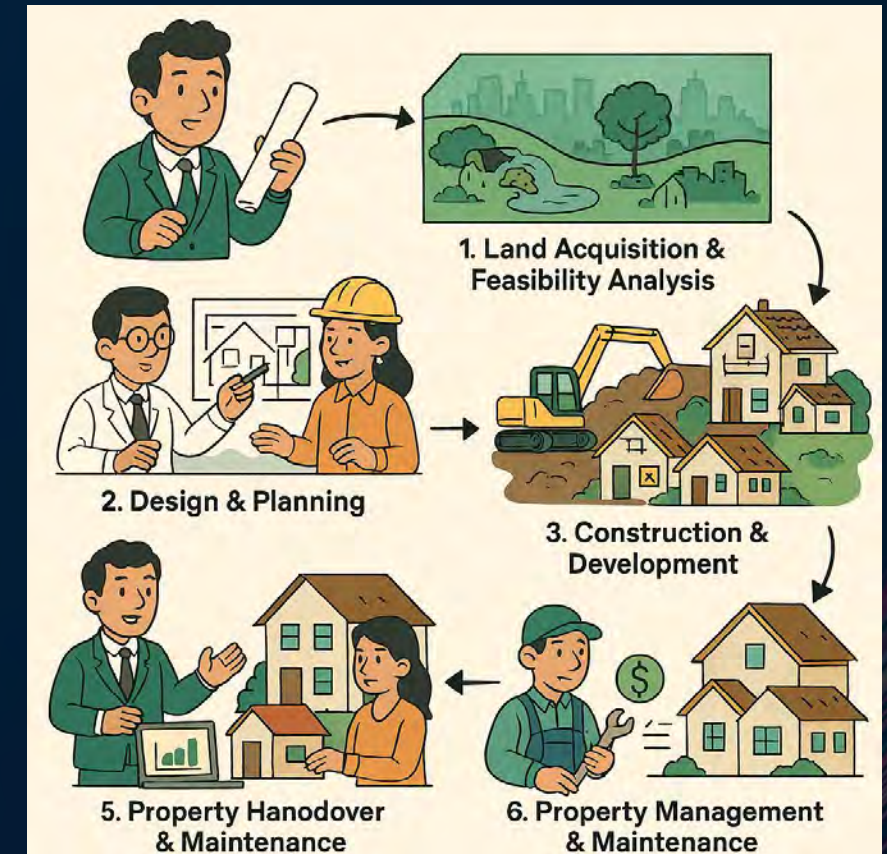 1. Land Acquisition &
Feasibility Analysis
2. Design & Planning
3. Construction &
Development
$
5. Property Hanodover
& Maintenance
6. Property Management
& Maintenance